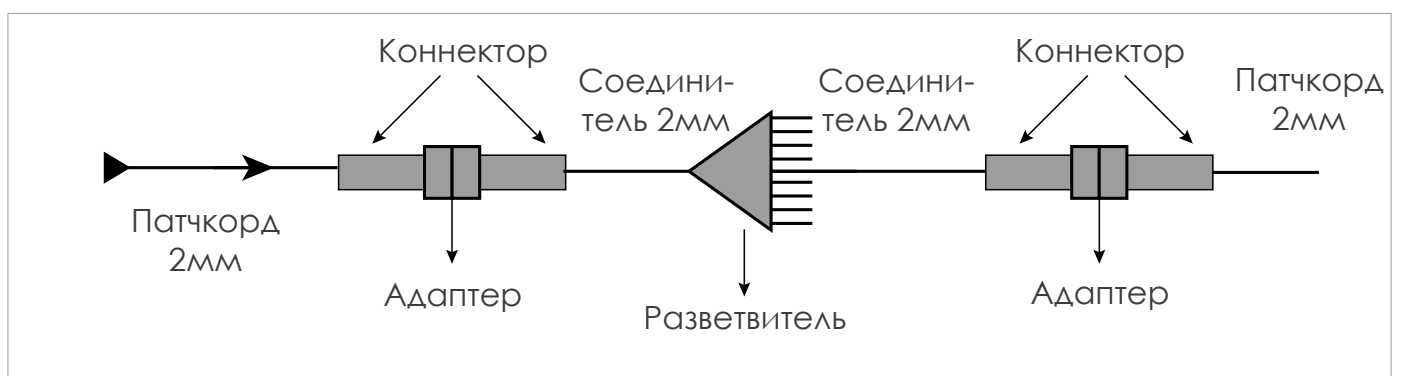 Коннектор
Соедини-
тель 2мм
Соедини-
тель 2мм
Коннектор
Патчкорд
2мм
Патчкорд
2мм
Адаптер
Разветвитель
Адаптер